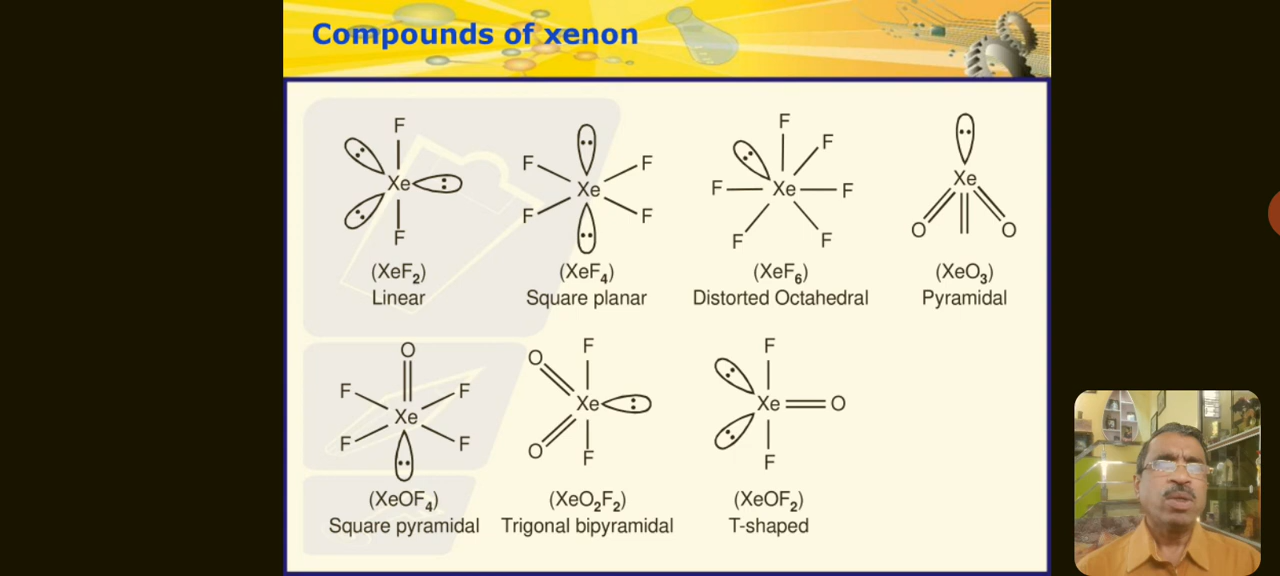 Compounds of xenon
F
Xe
F
(XeF₂)
Linear
F F
Xe
F F
(XeF₄)
Square planar
F
F
F Xe F
F F
(XeF₆)
Distorted Octahedral
Xe
O O
(XeO₃)
Pyramidal
O
F F
Xe
F F
(XeOF₄)
Square pyramidal
F
O
Xe
O
F
(XeO₂F₂)
Trigonal bipyramidal
F
Xe O
F
(XeOF₂)
T-shaped